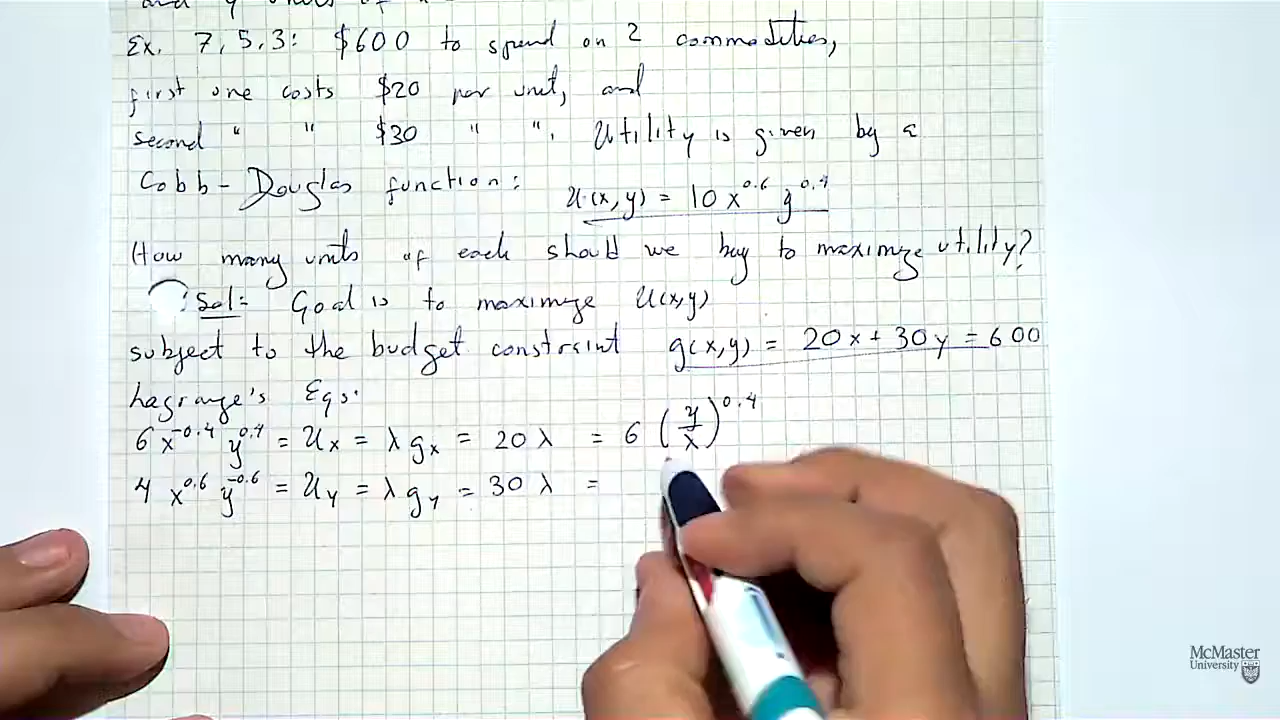 and y units of
Ex. 7,5,3: $600 to spend on 2 commodities,
first one costs $20 per unit, and
second " " $30 " ". Utility is given by a
Cobb-Douglas function: U(x,y) = 10 x^0.6 y^0.4
How many units of each should we buy to maximize utility?
Sol: Goal is to maximize U(x,y)
subject to the budget constraint g(x,y) = 20x + 30y = 600
Lagrange's Eqs:
6 x^-0.4 y^0.4 = Ux = λ gx = 20 λ = 6 (y/x)^0.4
4 x^0.6 y^-0.6 = Uy = λ gy = 30 λ =
McMaster
University